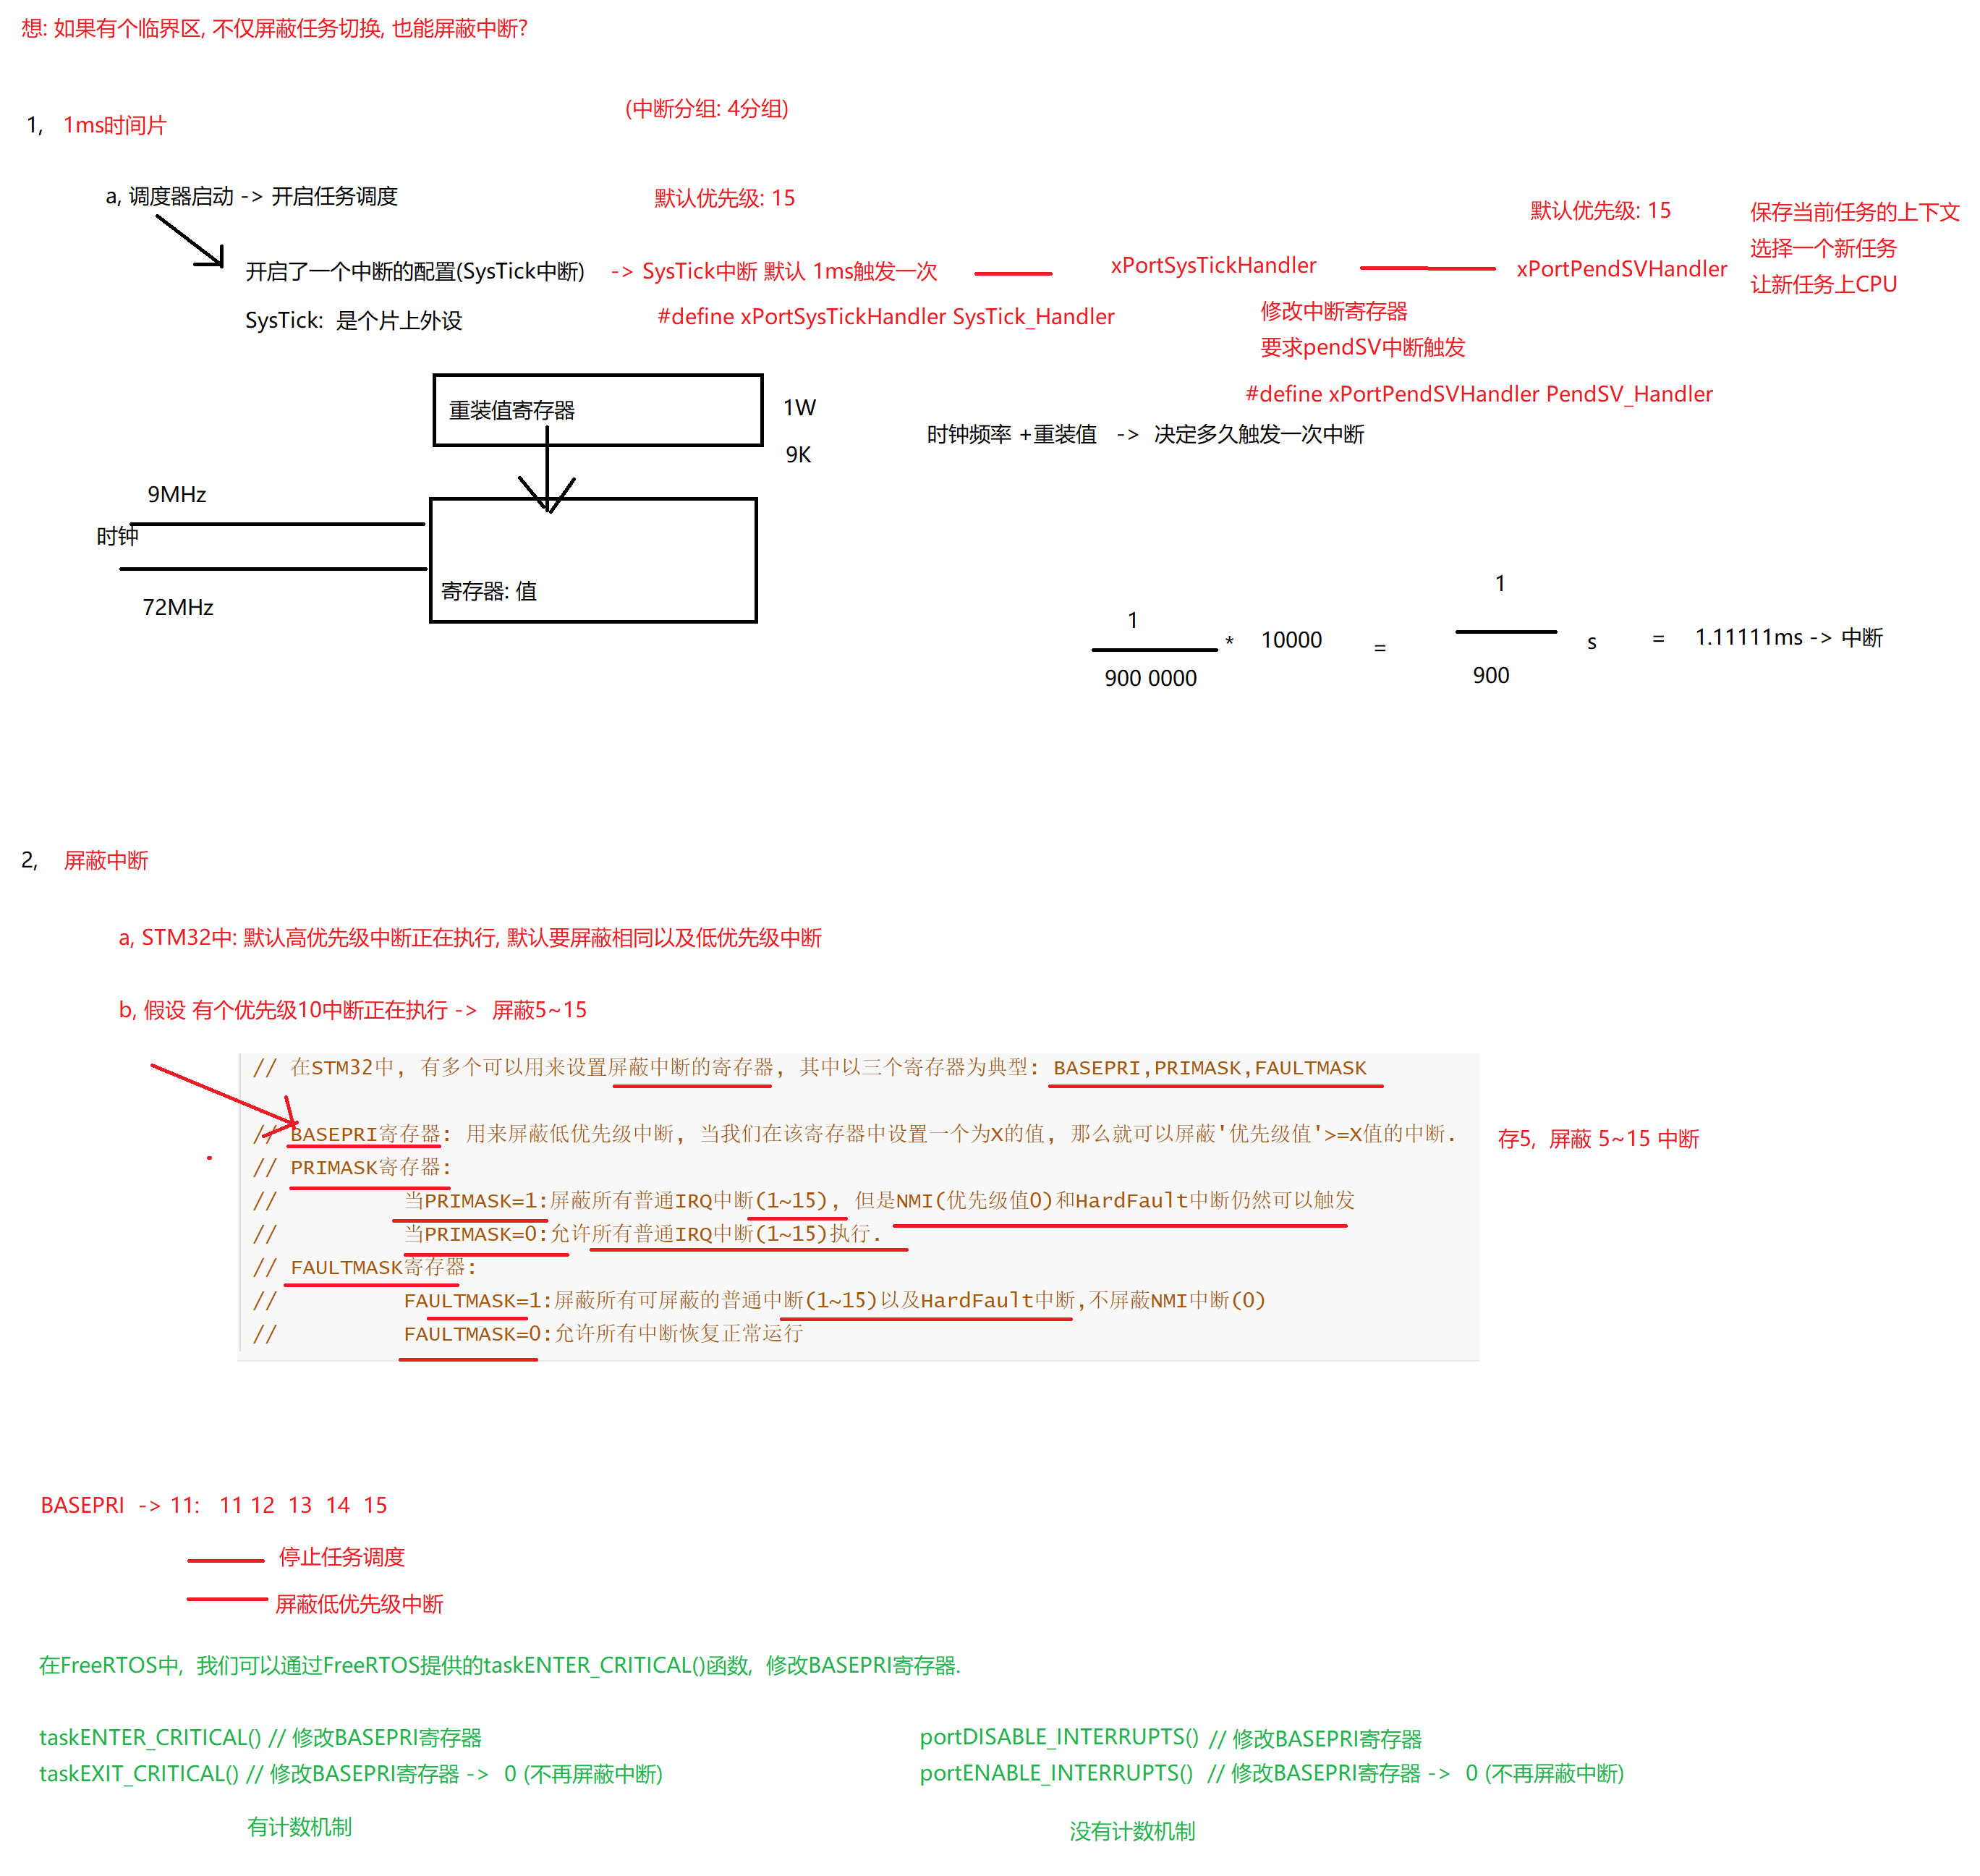 想: 如果有个临界区, 不仅屏蔽任务切换, 也能屏蔽中断?
(中断分组: 4分组)
1, 1ms时间片
a, 调度器启动 -> 开启任务调度
默认优先级: 15
默认优先级: 15
保存当前任务的上下文
选择一个新任务
让新任务上CPU
开启了一个中断的配置(SysTick中断) -> SysTick中断 默认 1ms触发一次
xPortSysTickHandler
xPortPendSVHandler
SysTick: 是个片上外设
#define xPortSysTickHandler SysTick_Handler
修改中断寄存器
要求pendSV中断触发
#define xPortPendSVHandler PendSV_Handler
重装值寄存器
1W
9K
时钟频率 +重装值 -> 决定多久触发一次中断
9MHz
时钟
72MHz
寄存器: 值
1
900 0000
* 10000 =
1
900
s = 1.11111ms -> 中断
2, 屏蔽中断
a, STM32中: 默认高优先级中断正在执行, 默认要屏蔽相同以及低优先级中断
b, 假设 有个优先级10中断正在执行 -> 屏蔽5~15
// 在STM32中, 有多个可以用来设置屏蔽中断的寄存器, 其中以三个寄存器为典型: BASEPRI,PRIMASK,FAULTMASK
// BASEPRI寄存器: 用来屏蔽低优先级中断, 当我们在该寄存器中设置一个为X的值, 那么就可以屏蔽'优先级值'>=X值的中断.
存5, 屏蔽 5~15 中断
// PRIMASK寄存器:
// 当PRIMASK=1:屏蔽所有普通IRQ中断(1~15), 但是NMI(优先级值0)和HardFault中断仍然可以触发
// 当PRIMASK=0:允许所有普通IRQ中断(1~15)执行.
// FAULTMASK寄存器:
// FAULTMASK=1:屏蔽所有可屏蔽的普通中断(1~15)以及HardFault中断,不屏蔽NMI中断(0)
// FAULTMASK=0:允许所有中断恢复正常运行
BASEPRI -> 11: 11 12 13 14 15
停止任务调度
屏蔽低优先级中断
在FreeRTOS中, 我们可以通过FreeRTOS提供的taskENTER_CRITICAL()函数, 修改BASEPRI寄存器.
taskENTER_CRITICAL() // 修改BASEPRI寄存器
taskEXIT_CRITICAL() // 修改BASEPRI寄存器 -> 0 (不再屏蔽中断)
有计数机制
portDISABLE_INTERRUPTS() // 修改BASEPRI寄存器
portENABLE_INTERRUPTS() // 修改BASEPRI寄存器 -> 0 (不再屏蔽中断)
没有计数机制